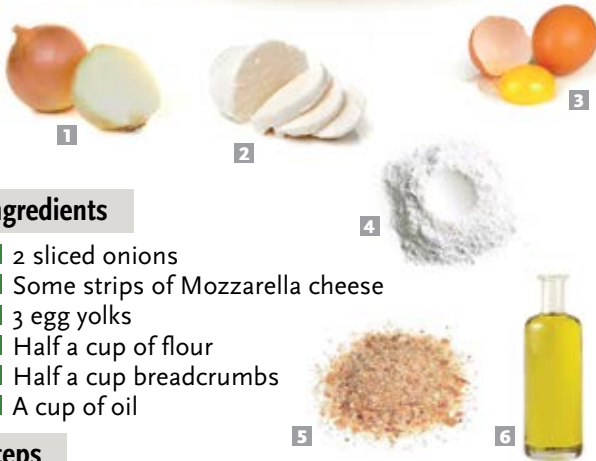 1
2
3
4
ngredients
2 sliced onions
Some strips of Mozzarella cheese
3 egg yolks
Half a cup of flour
Half a cup breadcrumbs
A cup of oil
5
6
teps